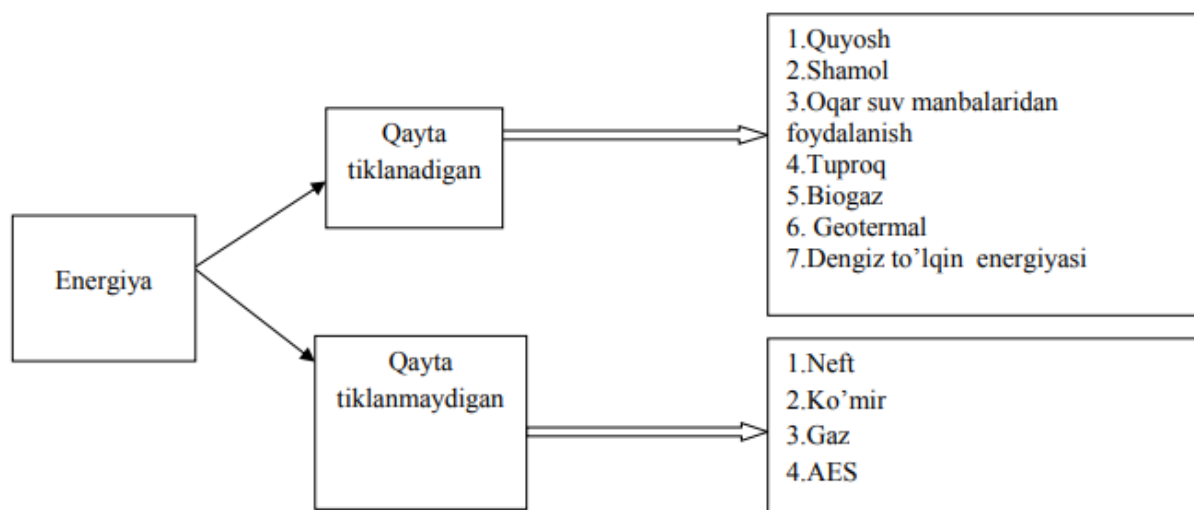 Energiya
Qayta
tiklanadigan
1.Quyosh
2.Shamol
3.Oqar suv manbalaridan
foydalanish
4.Tuproq
5.Biogaz
6. Geotermal
7.Dengiz to’lqin energiyasi
Qayta
tiklanmaydigan
1.Neft
2.Ko’mir
3.Gaz
4.AES